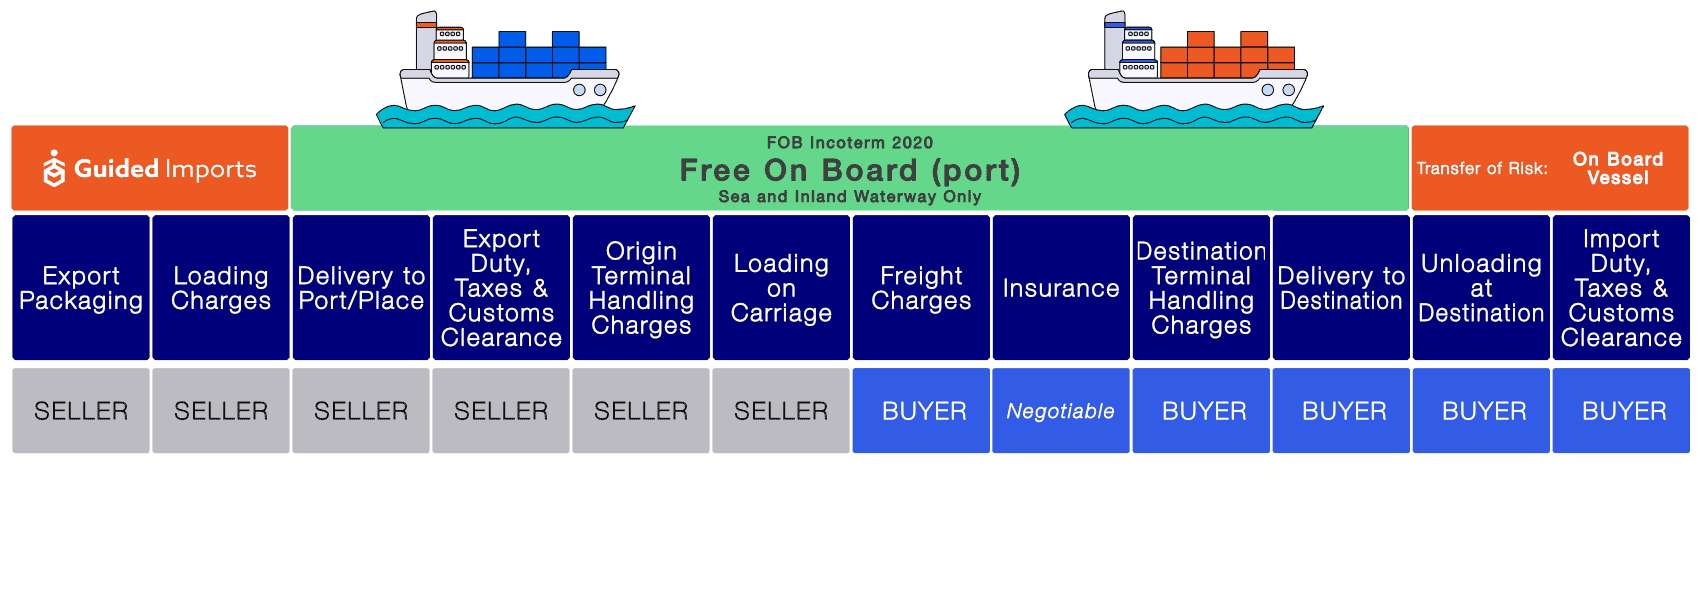 FOB Incoterm 2020
Guided Imports
Free On Board (port)
Sea and Inland Waterway Only
Transfer of Risk:
On Board
Vessel
Export
Packaging
Loading
Charges
Delivery to
Port/Place
Export
Duty,
Taxes &
Customs
Clearance
Origin
Terminal
Handling
Charges
Loading
on
Carriage
Freight
Charges
Insurance
Destination
Terminal
Handling
Charges
Delivery to
Destination
Unloading
at
Destination
Import
Duty,
Taxes &
Customs
Clearance
SELLER
SELLER
SELLER
SELLER
SELLER
SELLER
BUYER
Negotiable
BUYER
BUYER
BUYER
BUYER